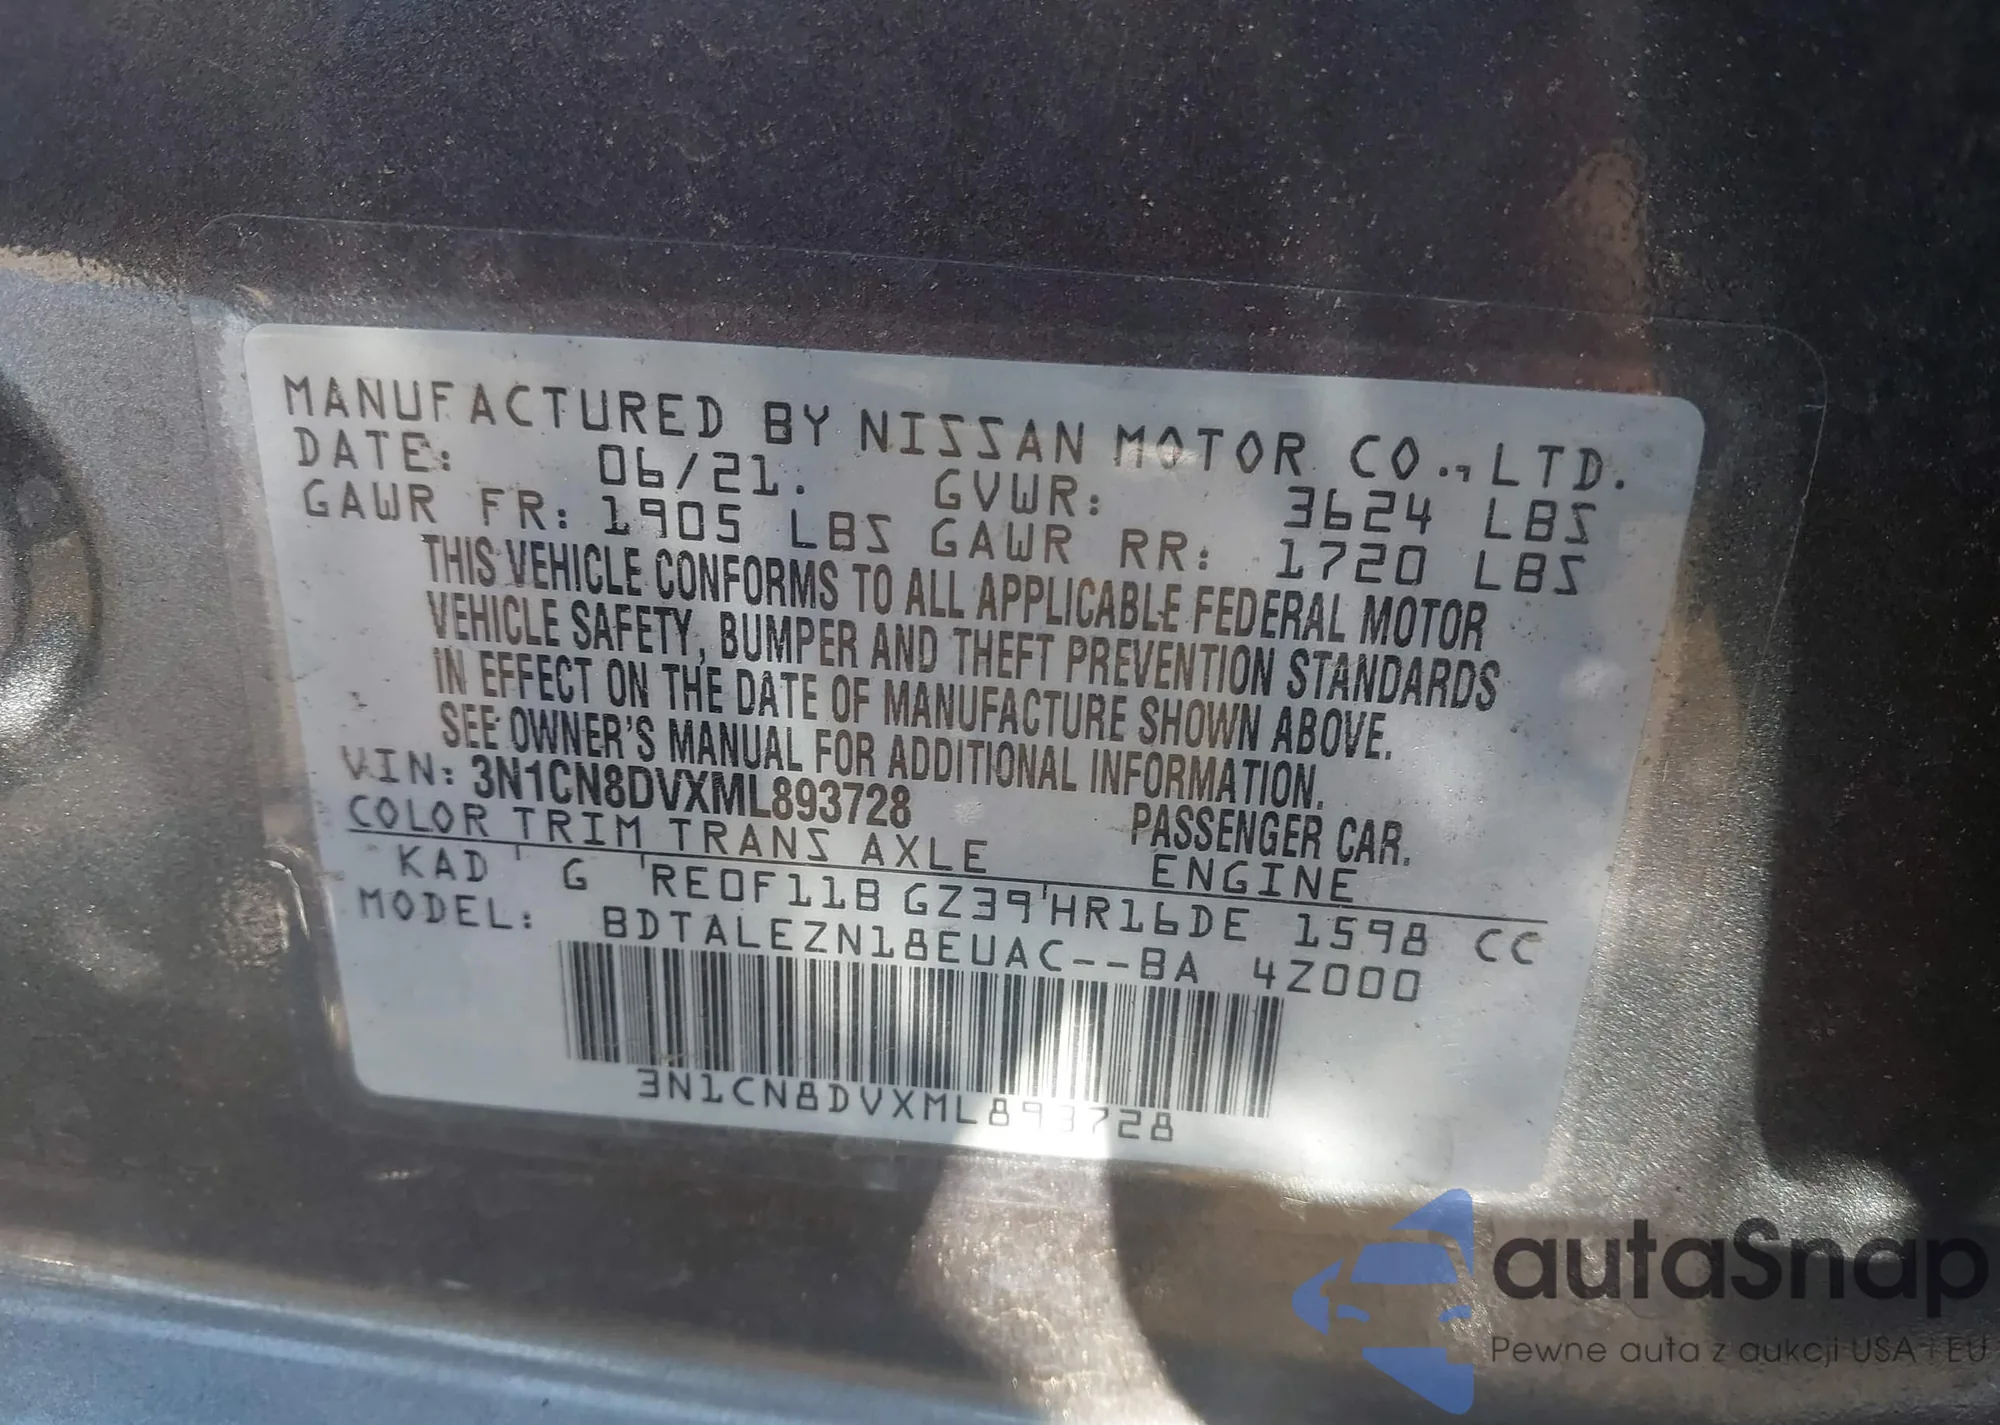 MANUFACTURED BY NISSAN MOTOR CO., LTD.
DATE: 06/21. GVWR: 3624 LBS
GAWR FR: 1905 LBS GAWR RR: 1720 LBS
THIS VEHICLE CONFORMS TO ALL APPLICABLE FEDERAL MOTOR
VEHICLE SAFETY, BUMPER AND THEFT PREVENTION STANDARDS
IN EFFECT ON THE DATE OF MANUFACTURE SHOWN ABOVE.
SEE OWNER'S MANUAL FOR ADDITIONAL INFORMATION.
VIN: 3N1CN8DVXML893728 PASSENGER CAR.
COLOR TRIM TRANS AXLE ENGINE
KAD G RE0F11B GZ39 HR16DE 1598 CC
MODEL: BDTALEZN18EUAC--BA 4Z000
3N1CN8DVXML893728
autaSnap
Pewne auta z aukcji USA i EU